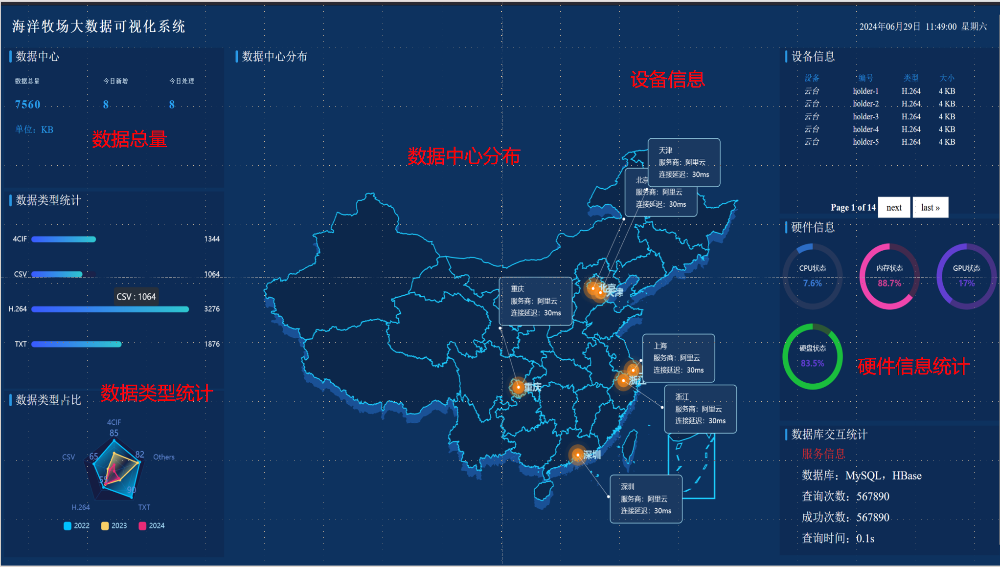 海洋牧场大数据可视化系统
2024年06月29日 11:49:00 星期六
数据中心
数据总量 今日新增 今日处理
7560 8 8
单位：KB
数据总量
数据类型统计
4CIF 1344
CSV 1064
CSV : 1064
H.264 3276
TXT 1876
数据类型统计
数据类型占比
4CIF
85
CSV 65 82 Others
55 90
H.264 TXT
2022 2023 2024
数据中心分布
数据中心分布
设备信息
天津
服务商：阿里云
连接延迟：30ms
北京
服务商：阿里云
连接延迟：30ms
重庆
服务商：阿里云
连接延迟：30ms
北京
天津
上海
服务商：阿里云
连接延迟：30ms
浙江
重庆
浙江
服务商：阿里云
连接延迟：30ms
深圳
深圳
服务商：阿里云
连接延迟：30ms
设备信息
设备 编号 类型 大小
云台 holder-1 H.264 4 KB
云台 holder-2 H.264 4 KB
云台 holder-3 H.264 4 KB
云台 holder-4 H.264 4 KB
云台 holder-5 H.264 4 KB
Page 1 of 14 next last »
硬件信息
CPU状态 内存状态 GPU状态
7.6% 88.7% 17%
硬盘状态
83.5%
硬件信息统计
数据库交互统计
服务信息
数据库：MySQL，HBase
查询次数：567890
成功次数：567890
查询时间：0.1s